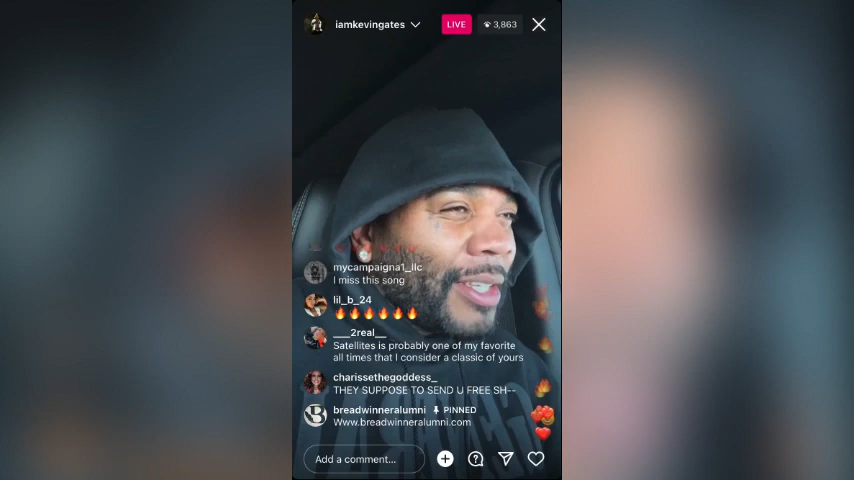 iamkevingates
LIVE
3,863
mycampaigna1_llc
I miss this song
lil_b_24
___2real__
Satellites is probably one of my favorite
all times that I consider a classic of yours
charissethegoddess_
THEY SUPPOSE TO SEND U FREE SH--
breadwinneralumni PINNED
Www.breadwinneralumni.com
Add a comment...